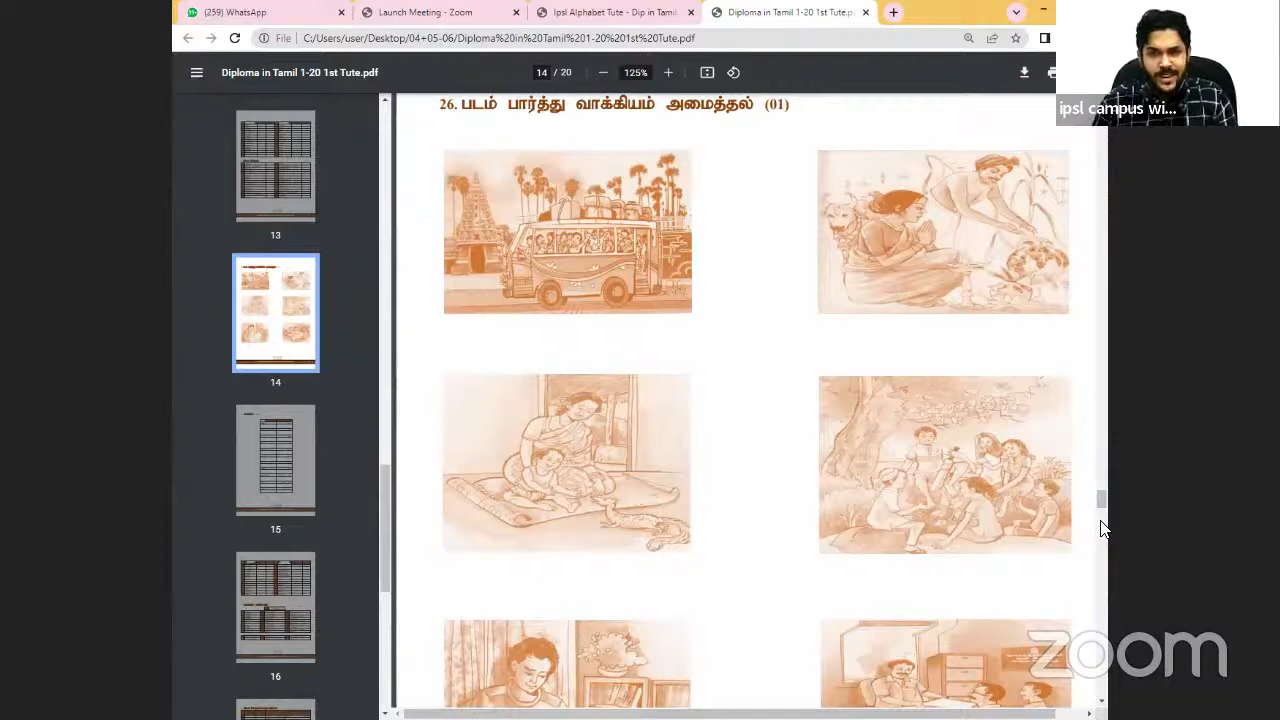 (259) WhatsApp
Launch Meeting - Zoom
Ipsl Alphabet Tute - Dip in Tamil.
Diploma in Tamil 1-20 1st Tute.p
File
C:/Users/user/Desktop/04+05-06/Diploma%20in%20Tamil%201-20%201st%20Tute.pdf
Diploma in Tamil 1-20 1st Tute.pdf
14 / 20
125%
ipsl campus wi...
26. படம் பார்த்து வாக்கியம் அமைத்தல் (01)
13
14
15
16
zoom